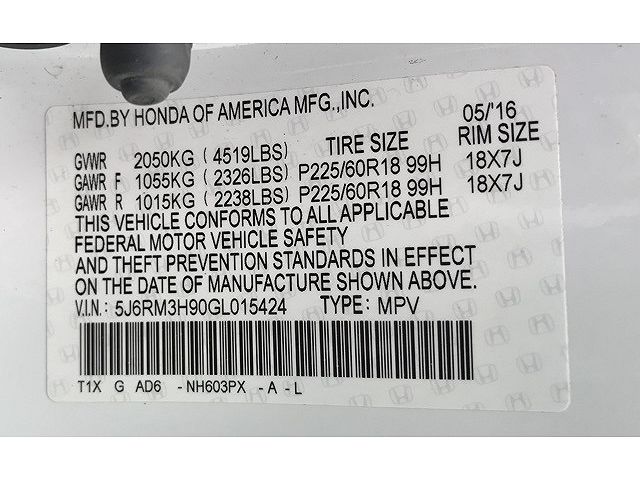 MFD.BY HONDA OF AMERICA MFG.,INC. 05/'16
TIRE SIZE RIM SIZE
GVWR 2050KG (4519LBS)
GAWR F 1055KG (2326LBS) P225/60R18 99H 18X7J
GAWR R 1015KG (2238LBS) P225/60R18 99H 18X7J
THIS VEHICLE CONFORMS TO ALL APPLICABLE
FEDERAL MOTOR VEHICLE SAFETY
AND THEFT PREVENTION STANDARDS IN EFFECT
ON THE DATE OF MANUFACTURE SHOWN ABOVE.
V.I.N.: 5J6RM3H90GL015424 TYPE: MPV
T1X G AD6 -NH603PX -A -L